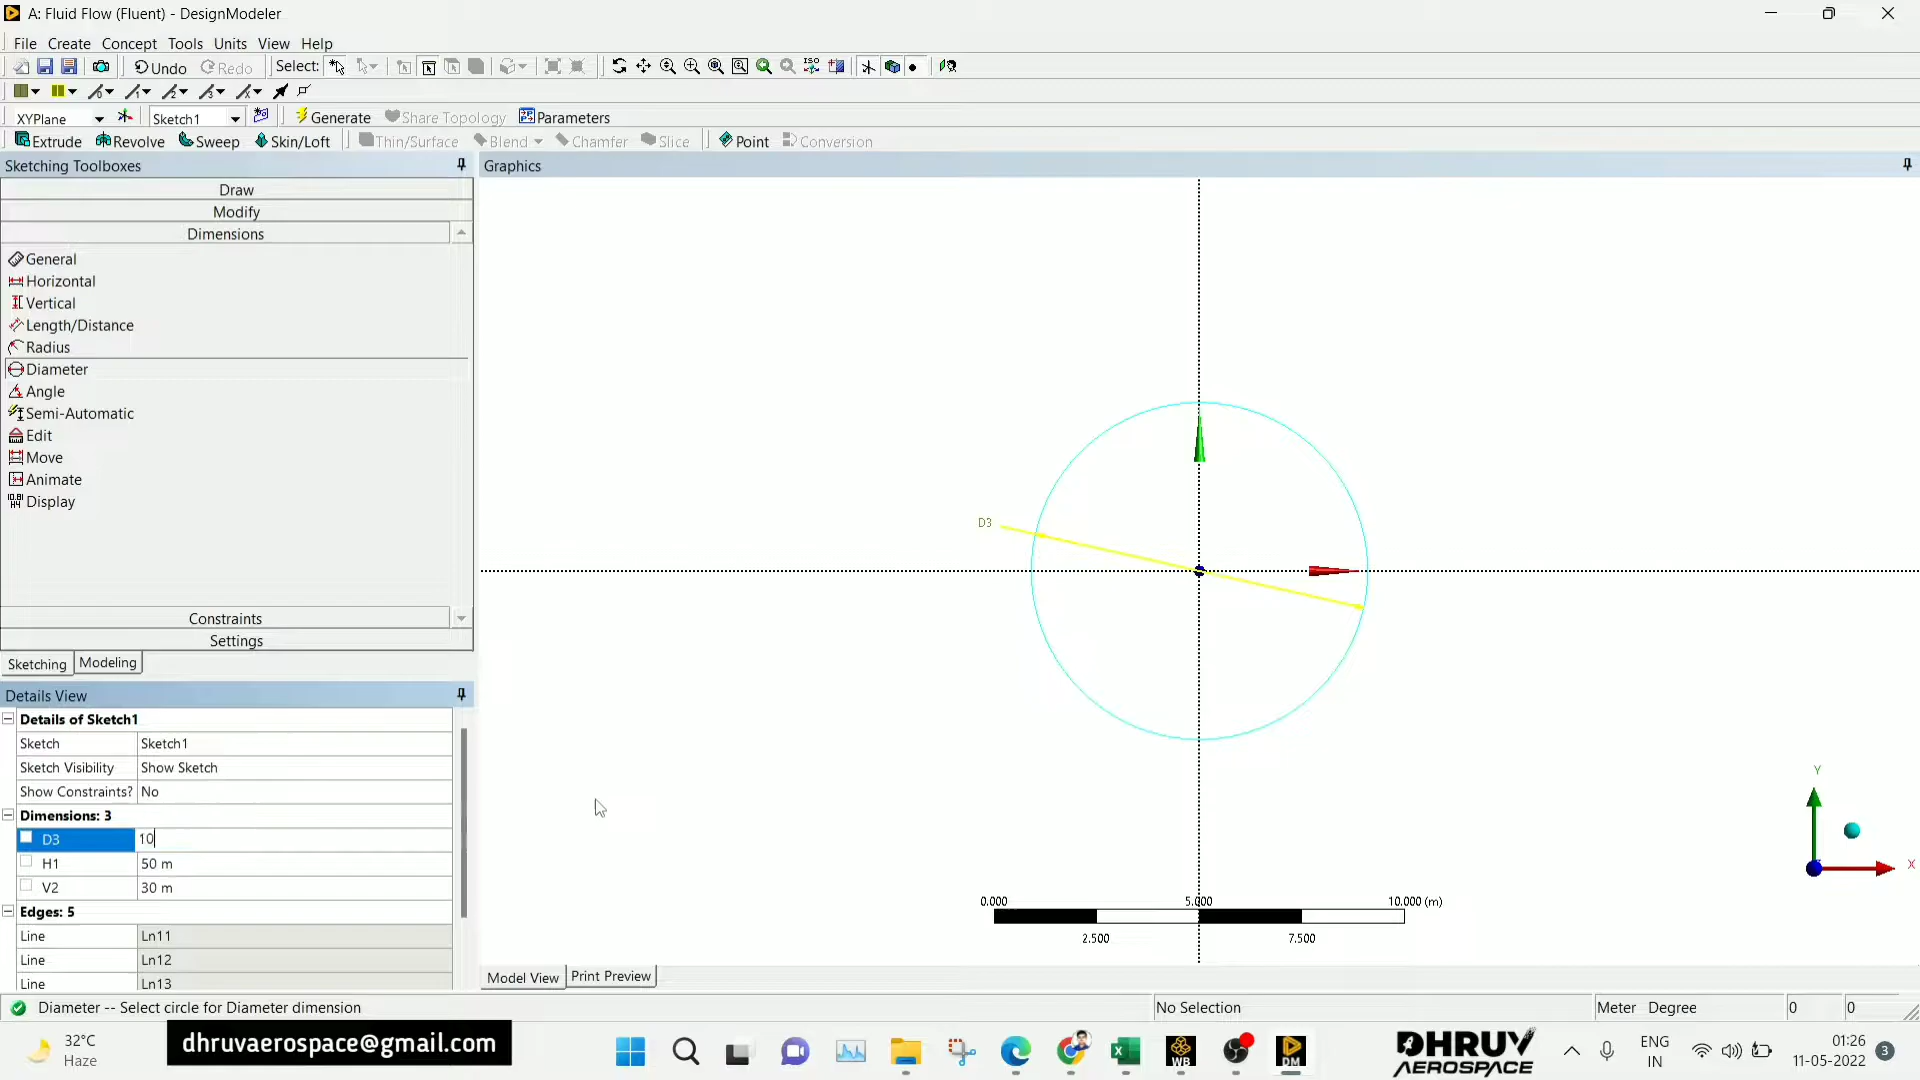 A: Fluid Flow (Fluent) - DesignModeler
File Create Concept Tools Units View Help
Undo Redo Select: ISO
XYPlane Sketch1 Generate Share Topology Parameters
Extrude Revolve Sweep Skin/Loft Thin/Surface Blend Chamfer Slice Point Conversion
Sketching Toolboxes
Draw
Modify
Dimensions
General
Horizontal
Vertical
Length/Distance
Radius
Diameter
Angle
Semi-Automatic
Edit
Move
Animate
Display
Constraints
Settings
Sketching Modeling
Details View
Details of Sketch1
Sketch Sketch1
Sketch Visibility Show Sketch
Show Constraints? No
Dimensions: 3
D3 10
H1 50 m
V2 30 m
Edges: 5
Line Ln11
Line Ln12
Line Ln13
Graphics
D3
0.000 5.000 10.000 (m)
2.500 7.500
Y
X
Model View Print Preview
Diameter -- Select circle for Diameter dimension No Selection Meter Degree 0 0
32°C
Haze
dhruvaerospace@gmail.com
WB
DM
DHRUV
AEROSPACE
ENG
IN
01:26
11-05-2022
3